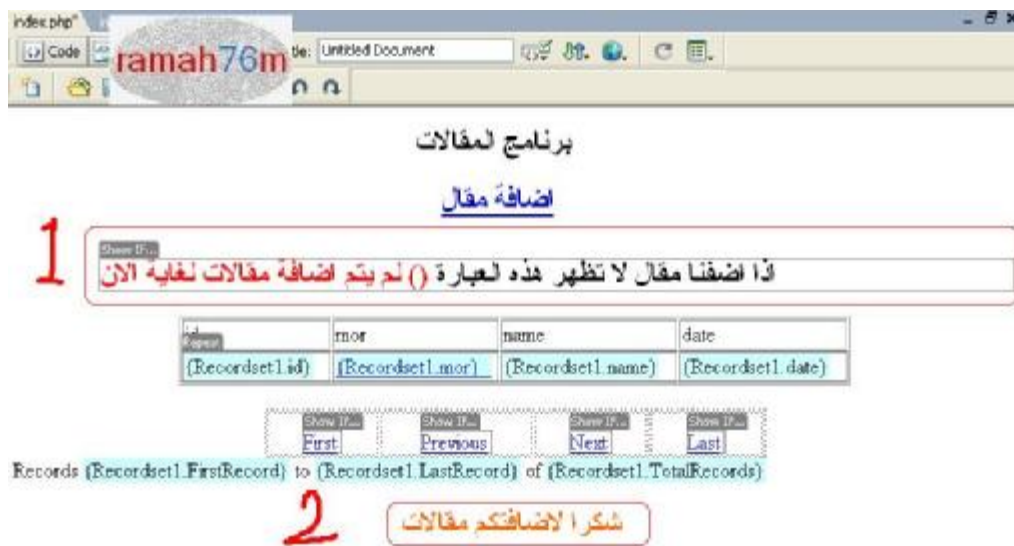 index.php*
Code
ramah76m
tle: Untitled Document
برنامج المقالات
اضافة مقال
1
Show If...
اذا اضفنا مقال لا تظهر هذه العبارة () لم يتم اضافة مقالات لغاية الان
id mor name date
Repeat
{Recordset1.id} {Recordset1.mor} {Recordset1.name} {Recordset1.date}
Show If... Show If... Show If... Show If...
First Previous Next Last
Records {Recordset1.FirstRecord} to {Recordset1.LastRecord} of {Recordset1.TotalRecords}
2
شكرا لاضافتكم مقالات